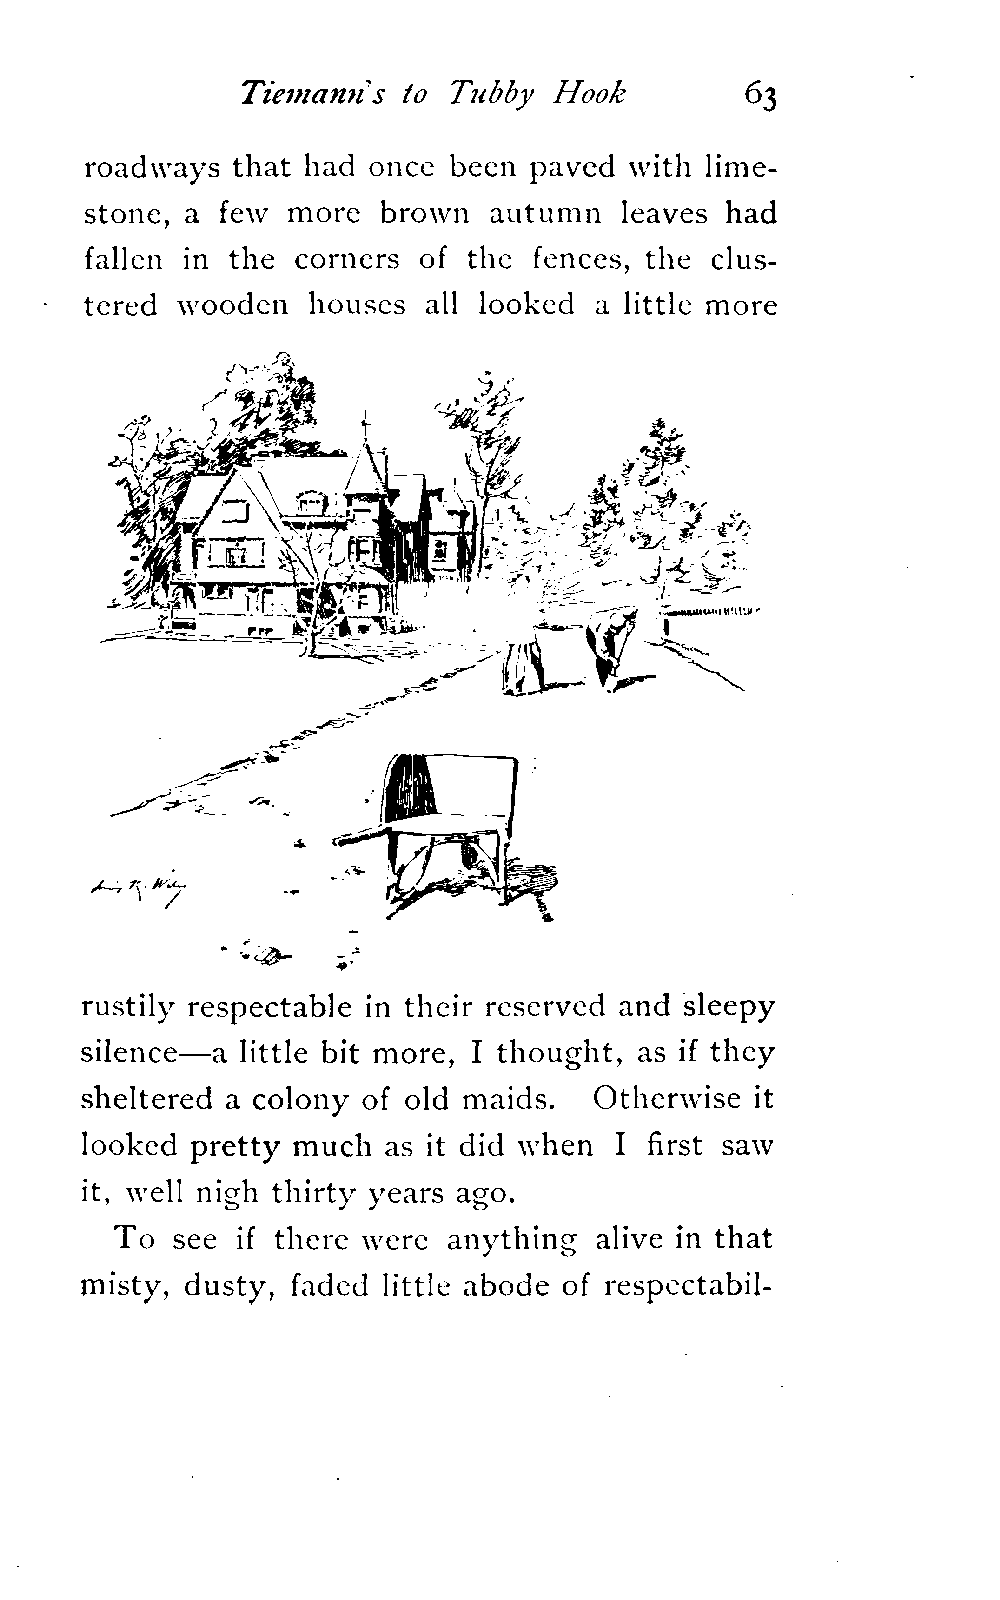 Tiemann's to Tubby Hook 63
roadways that had once been paved with lime-
stone, a few more brown autumn leaves had
fallen in the corners of the fences, the clus-
tered wooden houses all looked a little more
rustily respectable in their reserved and sleepy
silence—a little bit more, I thought, as if they
sheltered a colony of old maids. Otherwise it
looked pretty much as it did when I first saw
it, well nigh thirty years ago.
To see if there were anything alive in that
misty, dusty, faded little abode of respectabil-